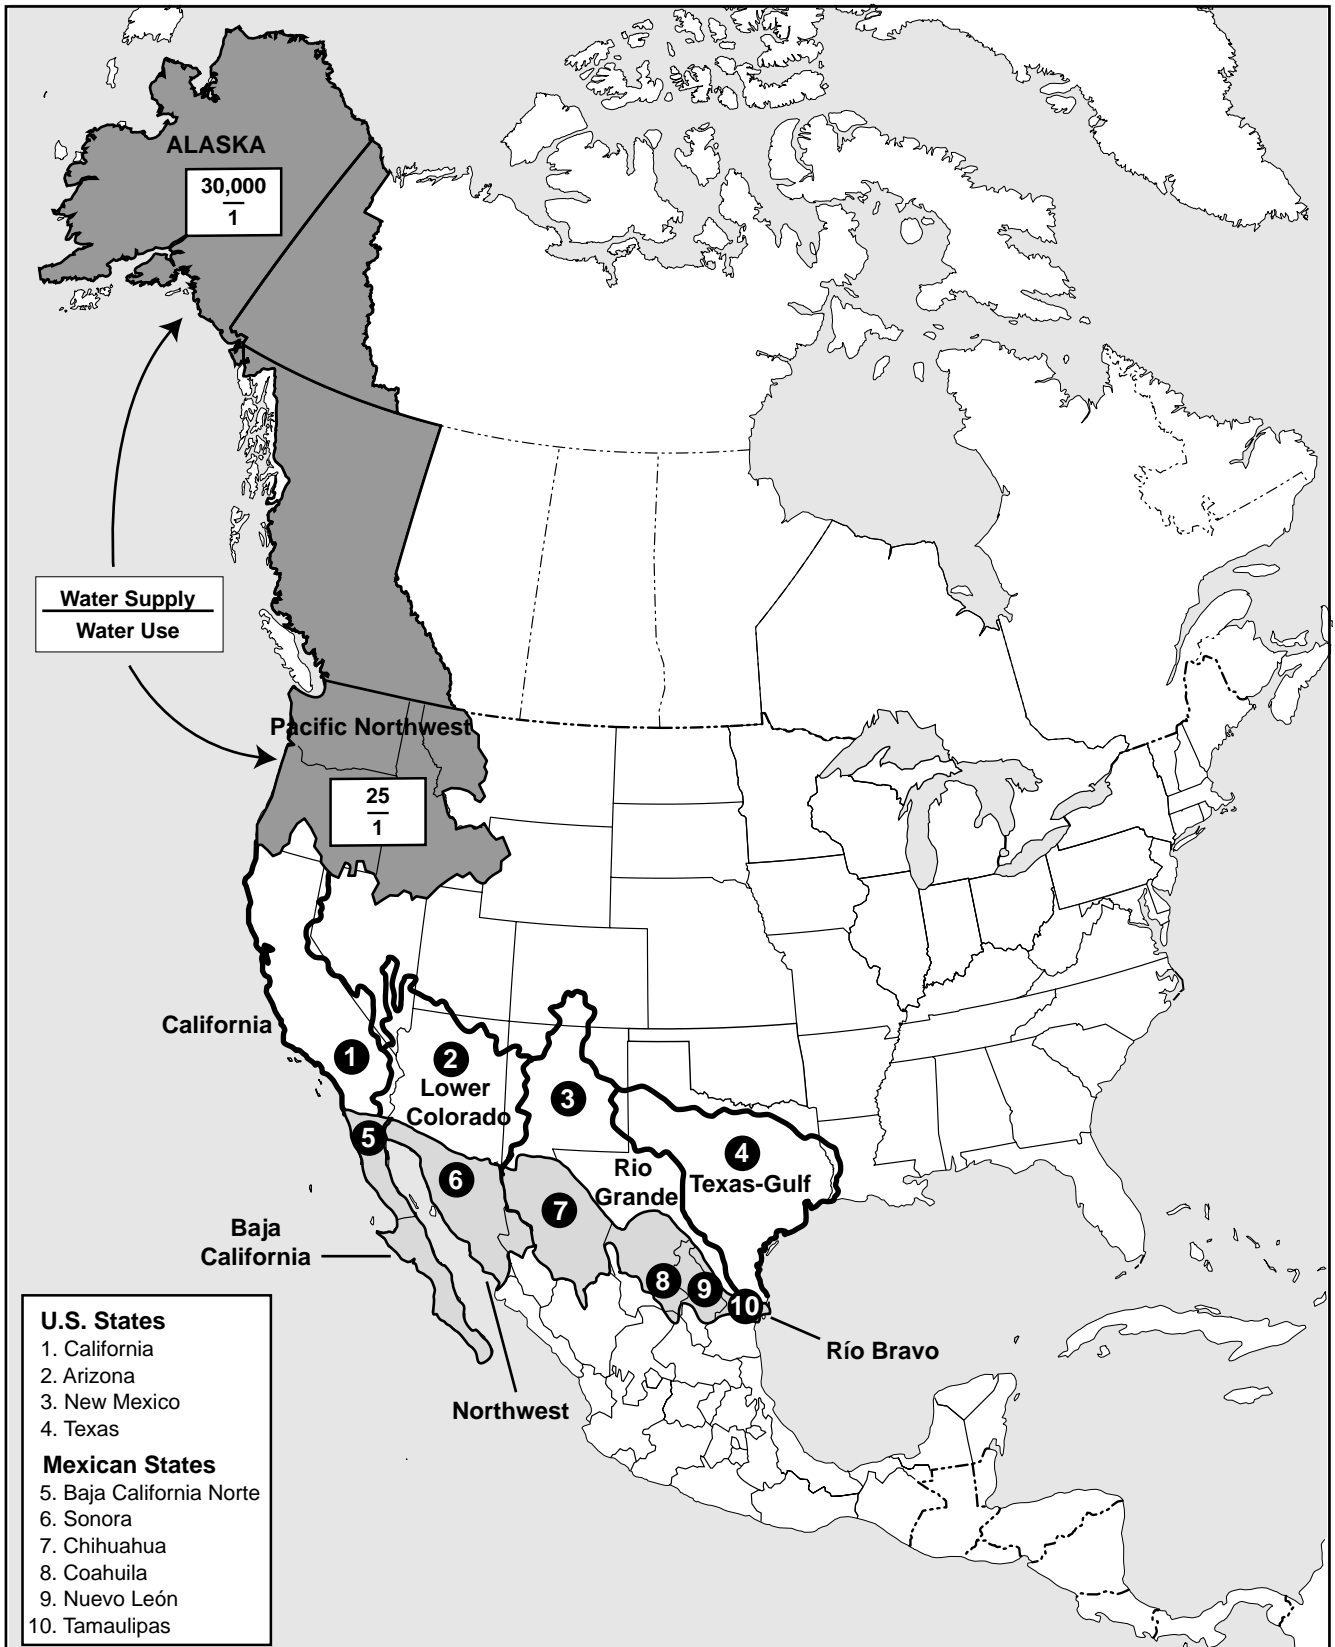 ALASKA
30,000
1
Water Supply
Water Use
Pacific Northwest
25
1
California
1
2
Lower
Colorado
3
4
Texas-Gulf
Rio
Grande
5
6
7
8
9
10
Baja
California
Northwest
Río Bravo
U.S. States
1. California
2. Arizona
3. New Mexico
4. Texas
Mexican States
5. Baja California Norte
6. Sonora
7. Chihuahua
8. Coahuila
9. Nuevo León
10. Tamaulipas